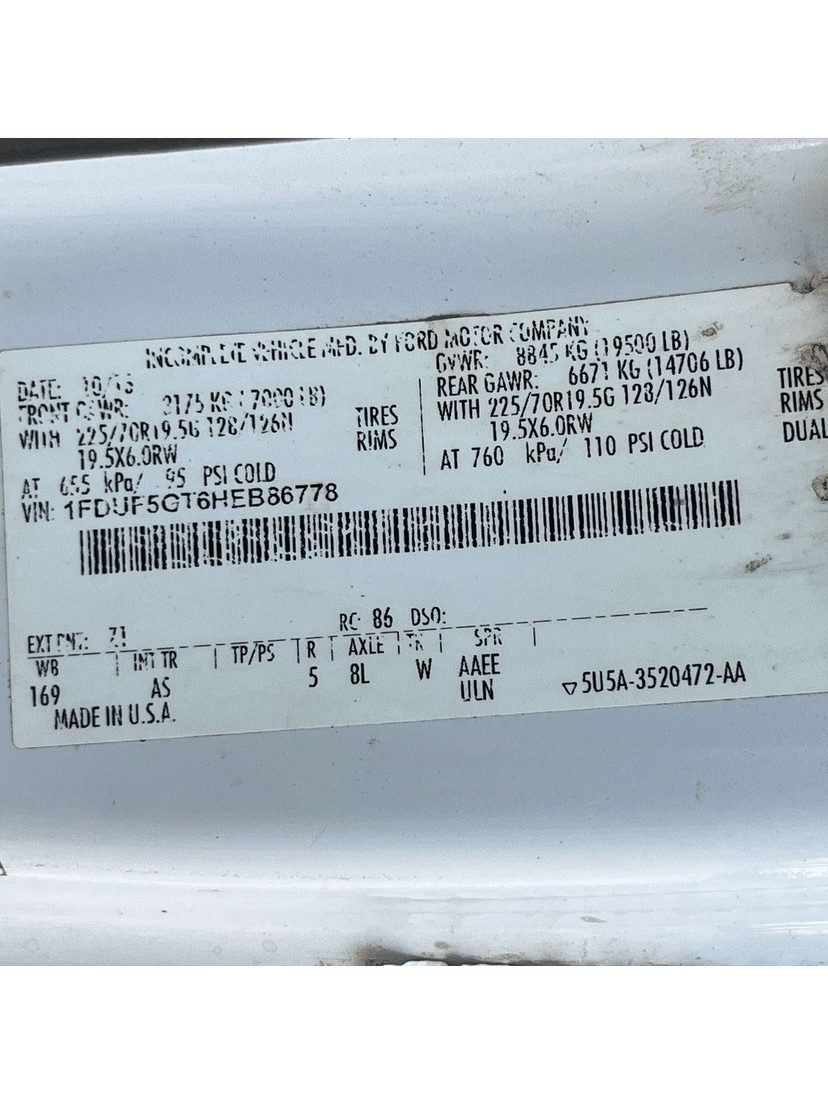 INCOMPLETE VEHICLE MFD. BY FORD MOTOR COMPANY
DATE:
GVWR: 8845 KG (19500 LB)
FRONT GAWR: 3175 KG (7000 LB)
REAR GAWR: 6671 KG (14706 LB)
WITH 225/70R19.5G 128/126N TIRES
WITH 225/70R19.5G 128/126N TIRES
19.5X6.0RW RIMS
19.5X6.0RW RIMS
AT 655 kPa/ 95 PSI COLD
AT 760 kPa/ 110 PSI COLD DUAL
VIN: 1FDUF5GT6HEB86778
EXT PNT: Z1 RC: 86 DSO:
WB INT TR TP/PS R AXLE TR SPR
169 AS 5 8L W AAEE
ULN
▽5U5A-3520472-AA
MADE IN U.S.A.